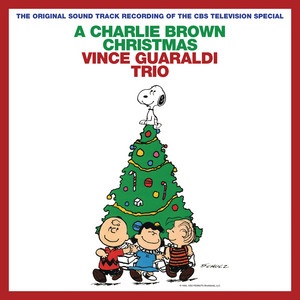 THE ORIGINAL SOUND TRACK RECORDING OF THE CBS TELEVISION SPECIAL
A CHARLIE BROWN
CHRISTMAS
VINCE GUARALDI
TRIO
SCHULZ